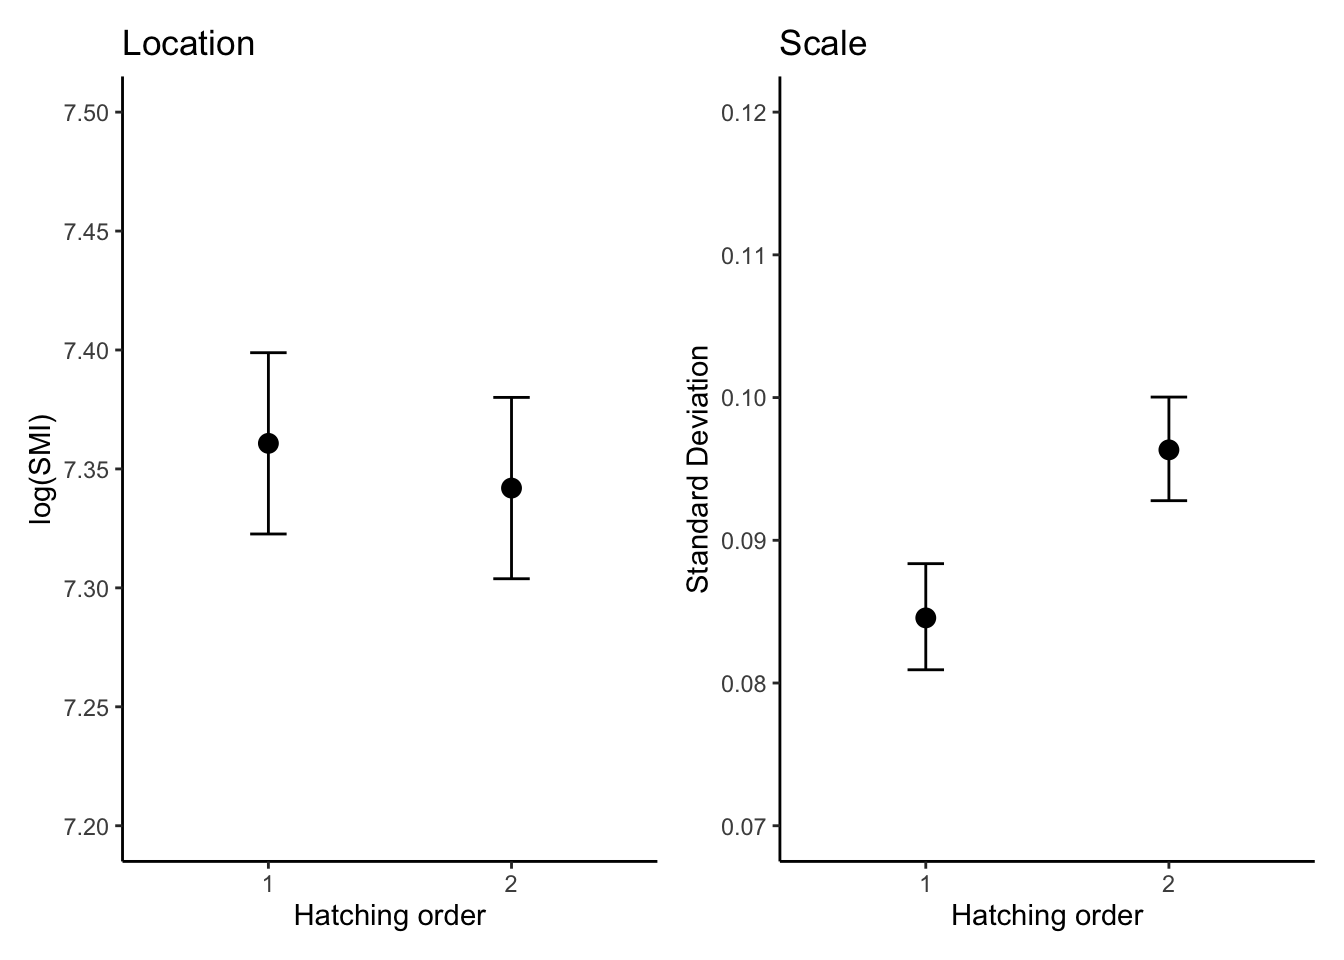 Location
7.50
7.45
7.40
7.35
7.30
7.25
7.20
log(SMI)
1
2
Hatching order
Scale
0.12
0.11
0.10
0.09
0.08
0.07
Standard Deviation
1
2
Hatching order